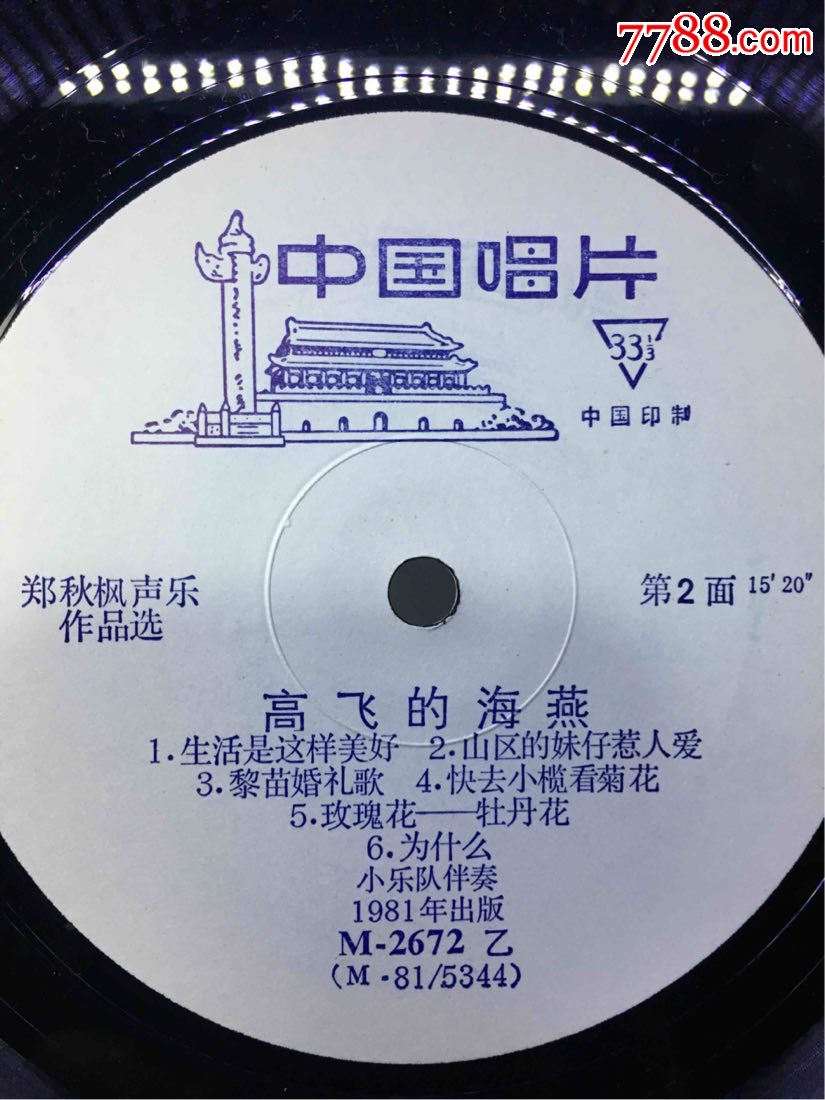 7788.com
中国唱片
33⅓
中国印制
郑秋枫声乐
作品选
第2面 15′20″
高飞的海燕
1.生活是这样美好 2.山区的妹仔惹人爱
3.黎苗婚礼歌 4.快去小榄看菊花
5.玫瑰花——牡丹花
6.为什么
小乐队伴奏
1981年出版
M-2672 乙
(M·81/5344)